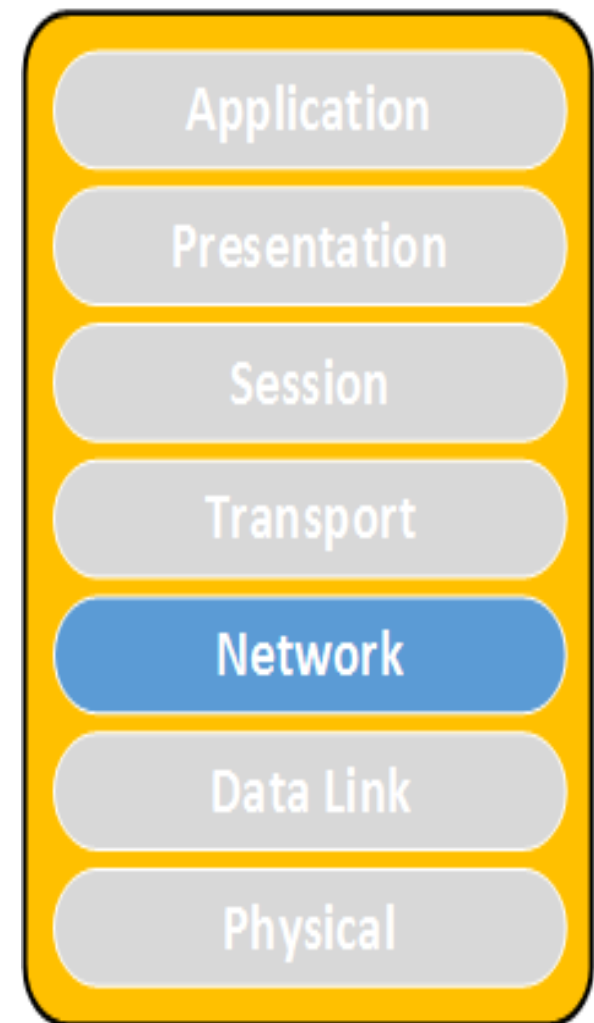 Application
Presentation
Session
Transport
Network
Data Link
Physical